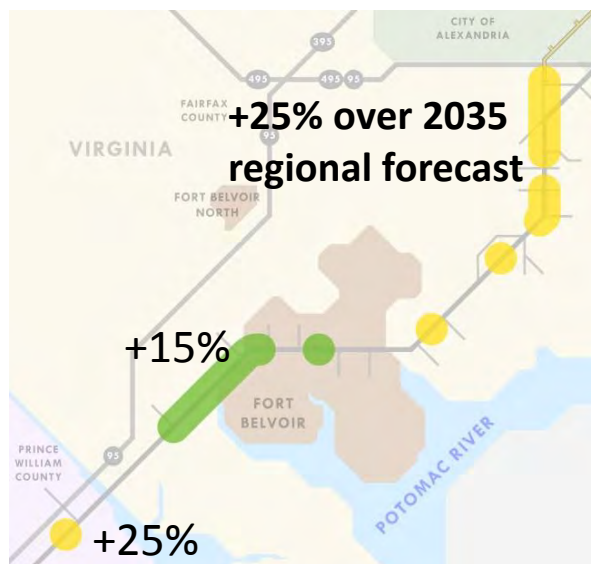 CITY OF
ALEXANDRIA
395
495
495
95
FAIRFAX
COUNTY
+25% over 2035
95
regional forecast
VIRGINIA
FORT BELVOIR
NORTH
+15%
FORT
BELVOIR
PRINCE
WILLIAM
COUNTY
95
POTOMAC RIVER
+25%